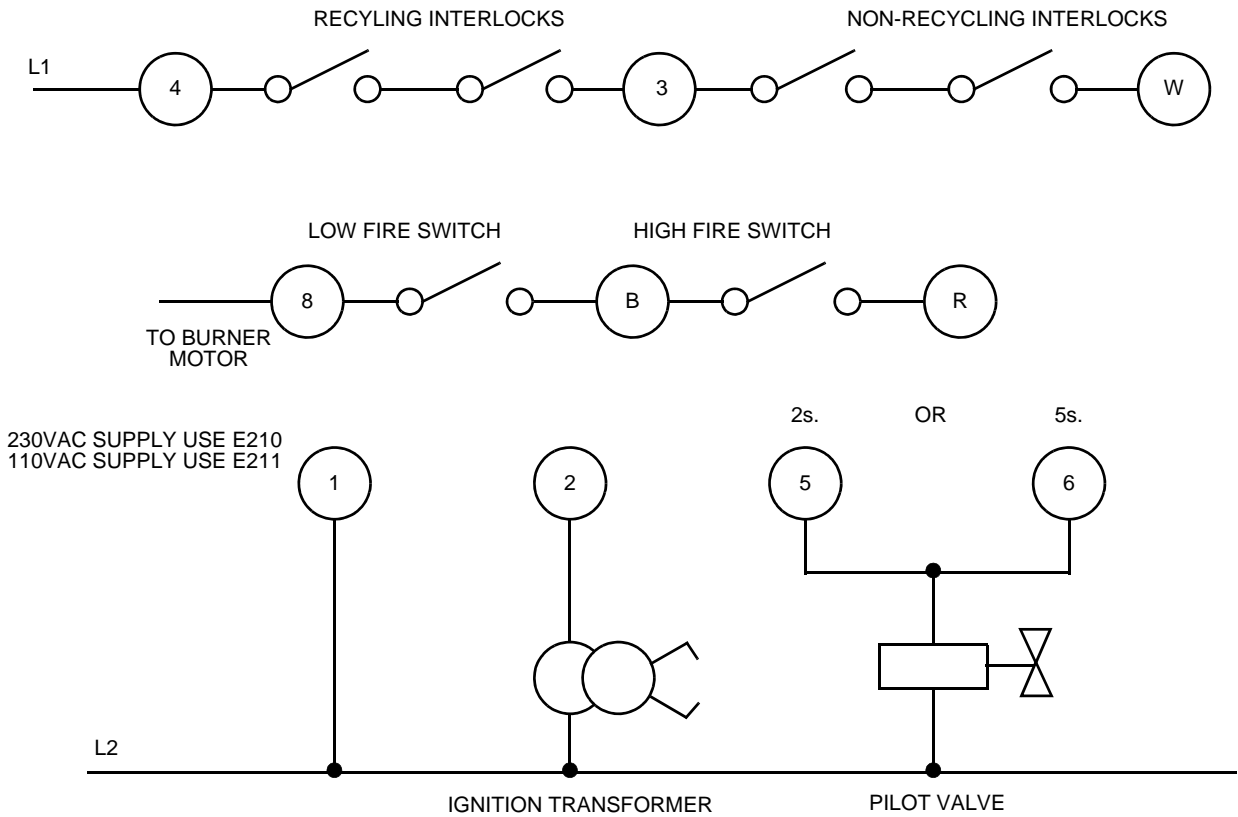 RECYLING INTERLOCKS
NON-RECYCLING INTERLOCKS
L1
4
3
W
LOW FIRE SWITCH
HIGH FIRE SWITCH
8
B
R
TO BURNER
MOTOR
2s.
OR
5s.
230VAC SUPPLY USE E210
110VAC SUPPLY USE E211
1
2
5
6
L2
IGNITION TRANSFORMER
PILOT VALVE